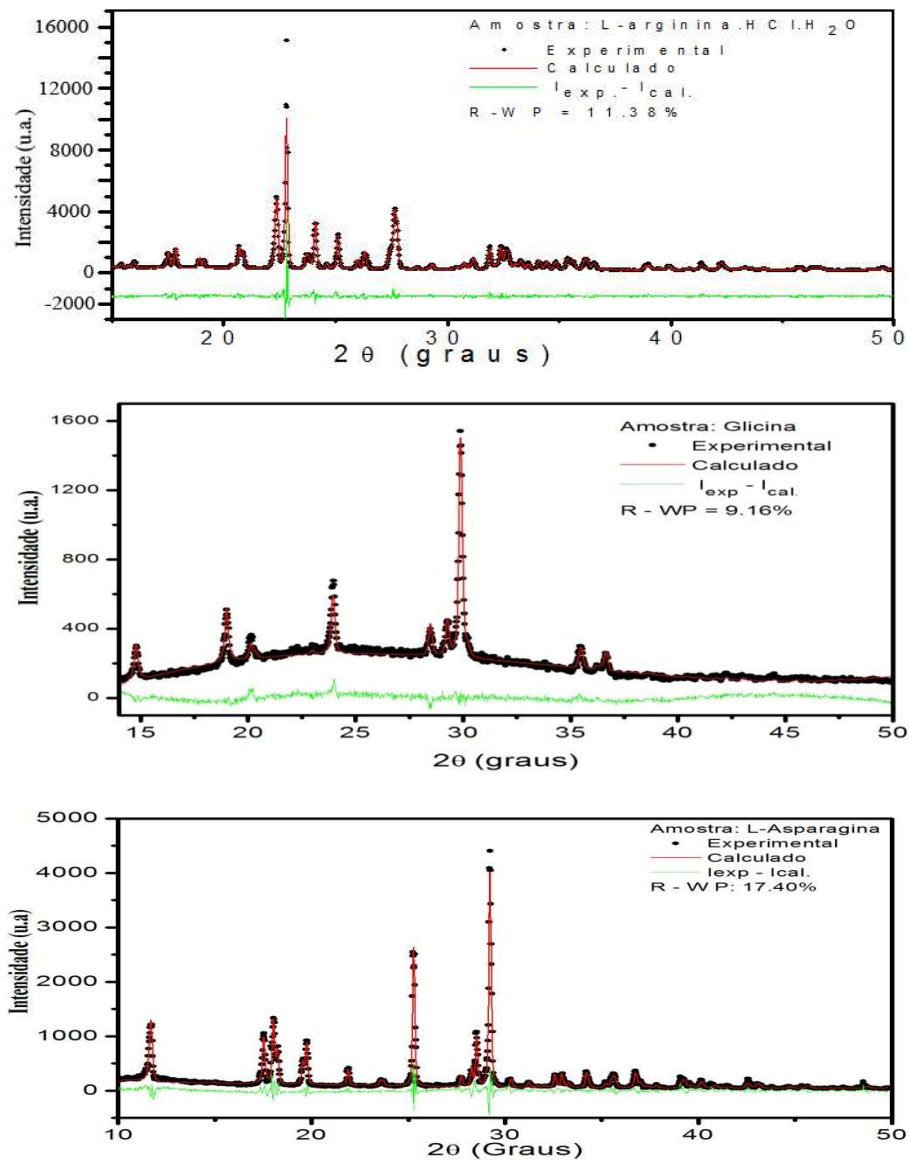 16000
12000
8000
4000
0
-2000
Intensidade (u.a.)
Amostra: L-arginina.HCl.H2O
Experimental
Calculado
Iexp.-Ical.
R-WP = 11.38%
20 30 40 50
2θ (graus)
1600
1200
800
400
0
Intensidade (u.a.)
Amostra: Glicina
Experimental
Calculado
Iexp - Ical.
R - WP = 9.16%
15 20 25 30 35 40 45 50
2θ (graus)
5000
4000
3000
2000
1000
0
Intensidade (u.a)
Amostra: L-Asparagina
Experimental
Calculado
Iexp - Ical.
R - WP: 17.40%
10 20 30 40 50
2θ (Graus)